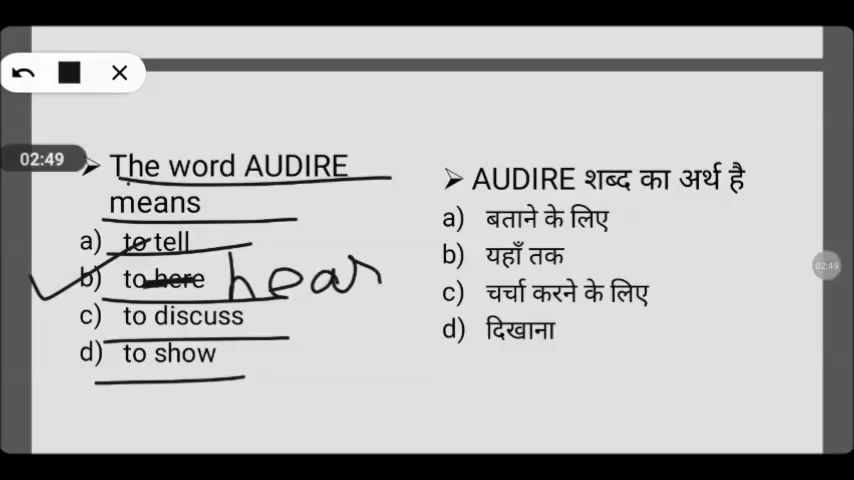 02:49
The word AUDIRE
means
a) to tell
b) to here hear
c) to discuss
d) to show
AUDIRE शब्द का अर्थ है
a) बताने के लिए
b) यहाँ तक
c) चर्चा करने के लिए
d) दिखाना
02:49